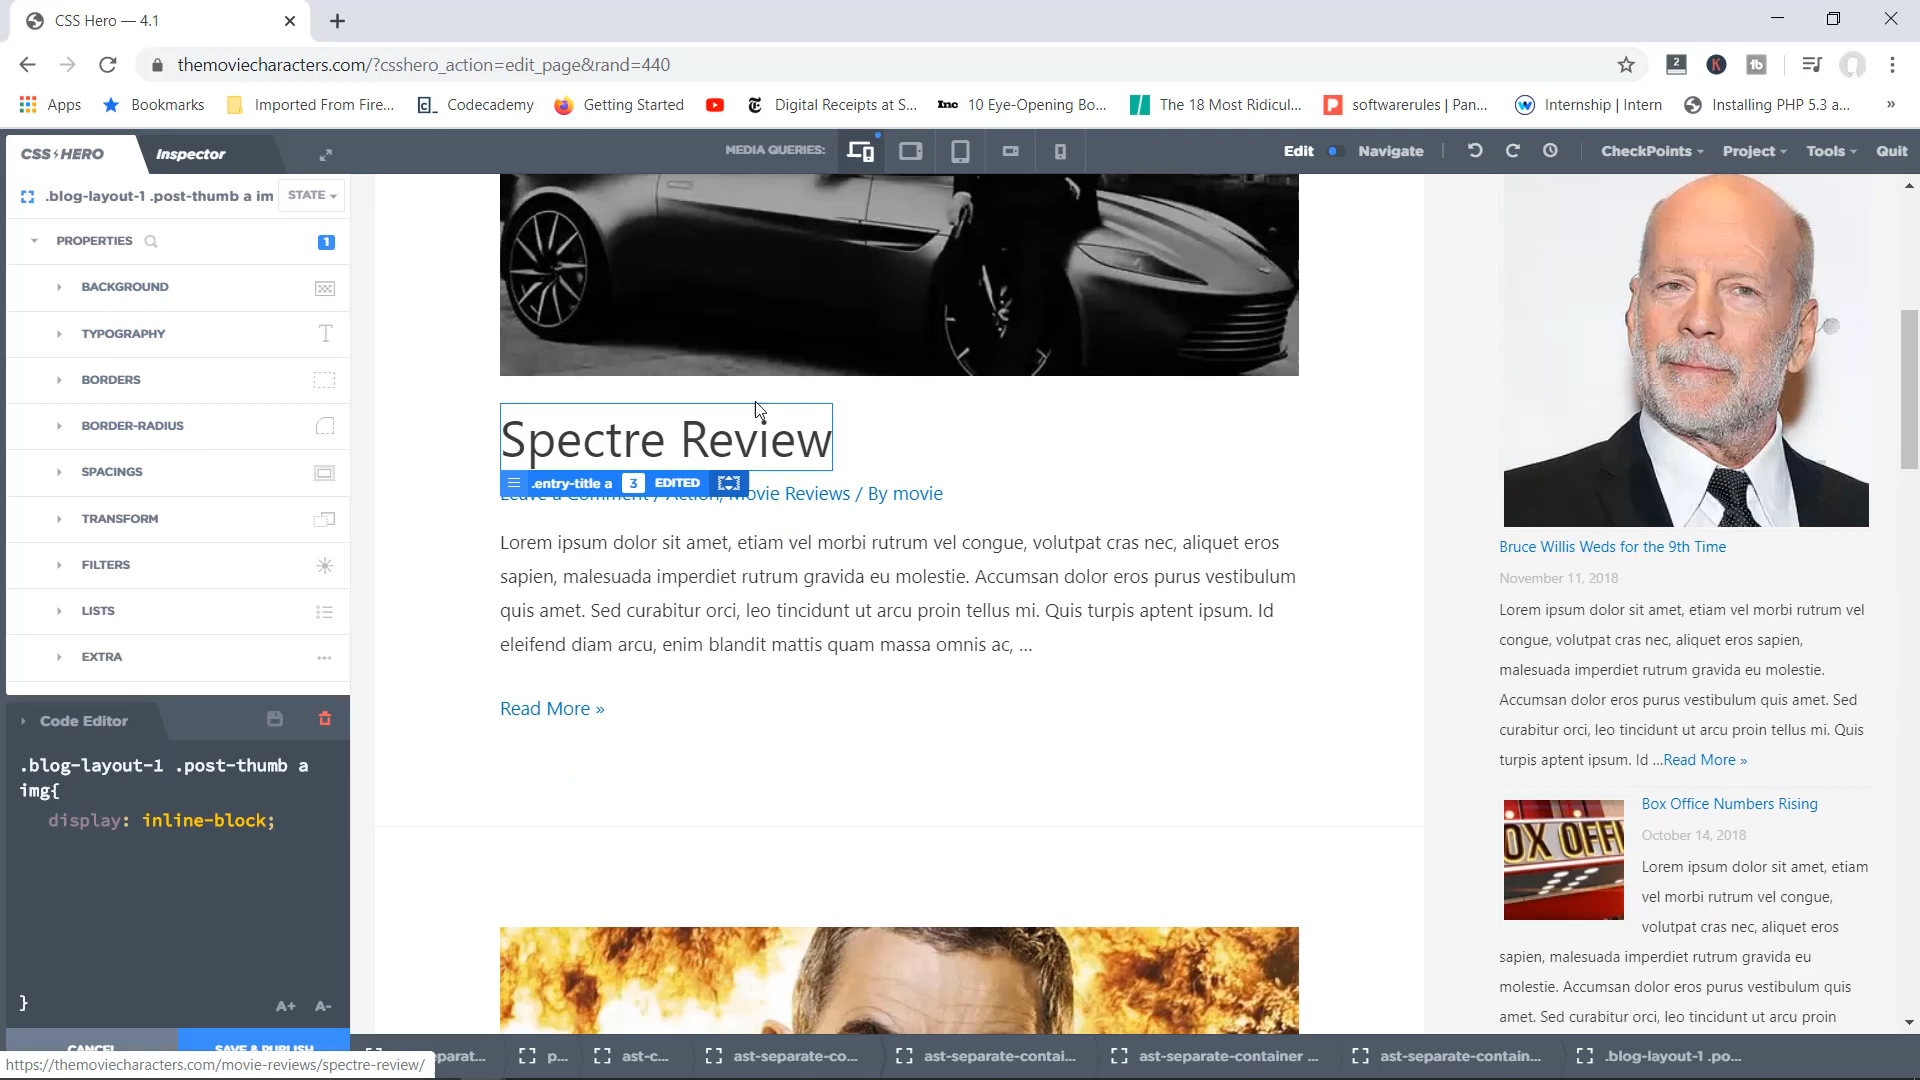 CSS Hero — 4.1
themoviecharacters.com/?csshero_action=edit_page&rand=440
2
K
tb
Apps
Bookmarks
Imported From Fire...
Codecademy
Getting Started
Digital Receipts at S...
Inc 10 Eye-Opening Bo...
The 18 Most Ridicul...
softwarerules | Pan...
Internship | Intern
Installing PHP 5.3 a...
»
CSS HERO
Inspector
MEDIA QUERIES:
Edit
Navigate
CheckPoints
Project
Tools
Quit
.blog-layout-1 .post-thumb a im
STATE
PROPERTIES
1
BACKGROUND
TYPOGRAPHY
BORDERS
BORDER-RADIUS
SPACINGS
TRANSFORM
FILTERS
LISTS
EXTRA
Code Editor
.blog-layout-1 .post-thumb a
img{
display: inline-block;
}
A+
A-
CANCEL
SAVE & PUBLISH
https://themoviecharacters.com/movie-reviews/spectre-review/
Spectre Review
.entry-title a 3 EDITED
Leave a Comment / Action, Movie Reviews / By movie
Lorem ipsum dolor sit amet, etiam vel morbi rutrum vel congue, volutpat cras nec, aliquet eros
sapien, malesuada imperdiet rutrum gravida eu molestie. Accumsan dolor eros purus vestibulum
quis amet. Sed curabitur orci, leo tincidunt ut arcu proin tellus mi. Quis turpis aptent ipsum. Id
eleifend diam arcu, enim blandit mattis quam massa omnis ac, ...
Read More »
Bruce Willis Weds for the 9th Time
November 11, 2018
Lorem ipsum dolor sit amet, etiam vel morbi rutrum vel
congue, volutpat cras nec, aliquet eros sapien,
malesuada imperdiet rutrum gravida eu molestie.
Accumsan dolor eros purus vestibulum quis amet. Sed
curabitur orci, leo tincidunt ut arcu proin tellus mi. Quis
turpis aptent ipsum. Id ...Read More »
OX OFFI
Box Office Numbers Rising
October 14, 2018
Lorem ipsum dolor sit amet, etiam
vel morbi rutrum vel congue,
volutpat cras nec, aliquet eros
sapien, malesuada imperdiet rutrum gravida eu
molestie. Accumsan dolor eros purus vestibulum quis
amet. Sed curabitur orci, leo tincidunt ut arcu proin
eparat...
p...
ast-c...
ast-separate-co...
ast-separate-contai...
ast-separate-container ...
ast-separate-contain...
.blog-layout-1 .po...